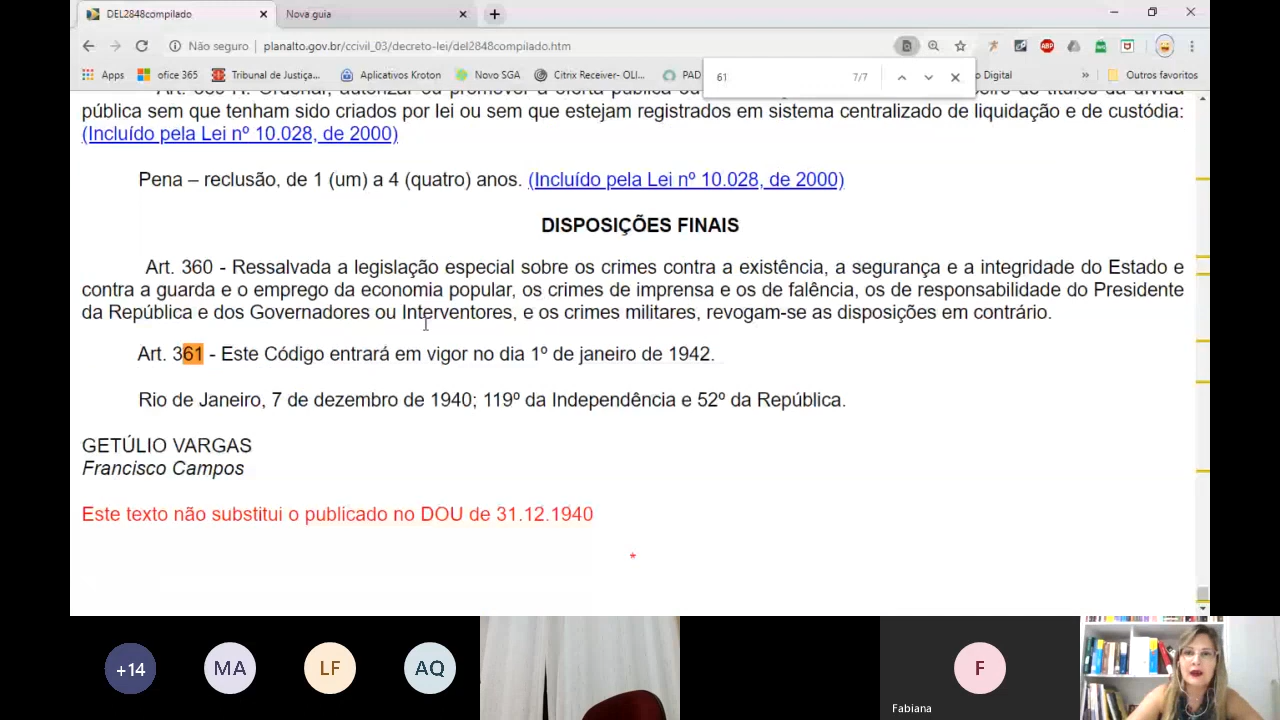 DEL2848compilado
Nova guia
Não seguro
planalto.gov.br/ccivil_03/decreto-lei/del2848compilado.htm
ABP
Apps
ofice 365
Tribunal de Justiça...
Aplicativos Kroton
Novo SGA
Citrix Receiver- OLI...
PAD
61
7/7
o Digital
»
Outros favoritos
pública sem que tenham sido criados por lei ou sem que estejam registrados em sistema centralizado de liquidação e de custódia:
(Incluído pela Lei nº 10.028, de 2000)
Pena – reclusão, de 1 (um) a 4 (quatro) anos. (Incluído pela Lei nº 10.028, de 2000)
DISPOSIÇÕES FINAIS
Art. 360 - Ressalvada a legislação especial sobre os crimes contra a existência, a segurança e a integridade do Estado e
contra a guarda e o emprego da economia popular, os crimes de imprensa e os de falência, os de responsabilidade do Presidente
da República e dos Governadores ou Interventores, e os crimes militares, revogam-se as disposições em contrário.
Art. 361 - Este Código entrará em vigor no dia 1º de janeiro de 1942.
Rio de Janeiro, 7 de dezembro de 1940; 119º da Independência e 52º da República.
GETÚLIO VARGAS
Francisco Campos
Este texto não substitui o publicado no DOU de 31.12.1940
*
+14
MA
LF
AQ
F
Fabiana